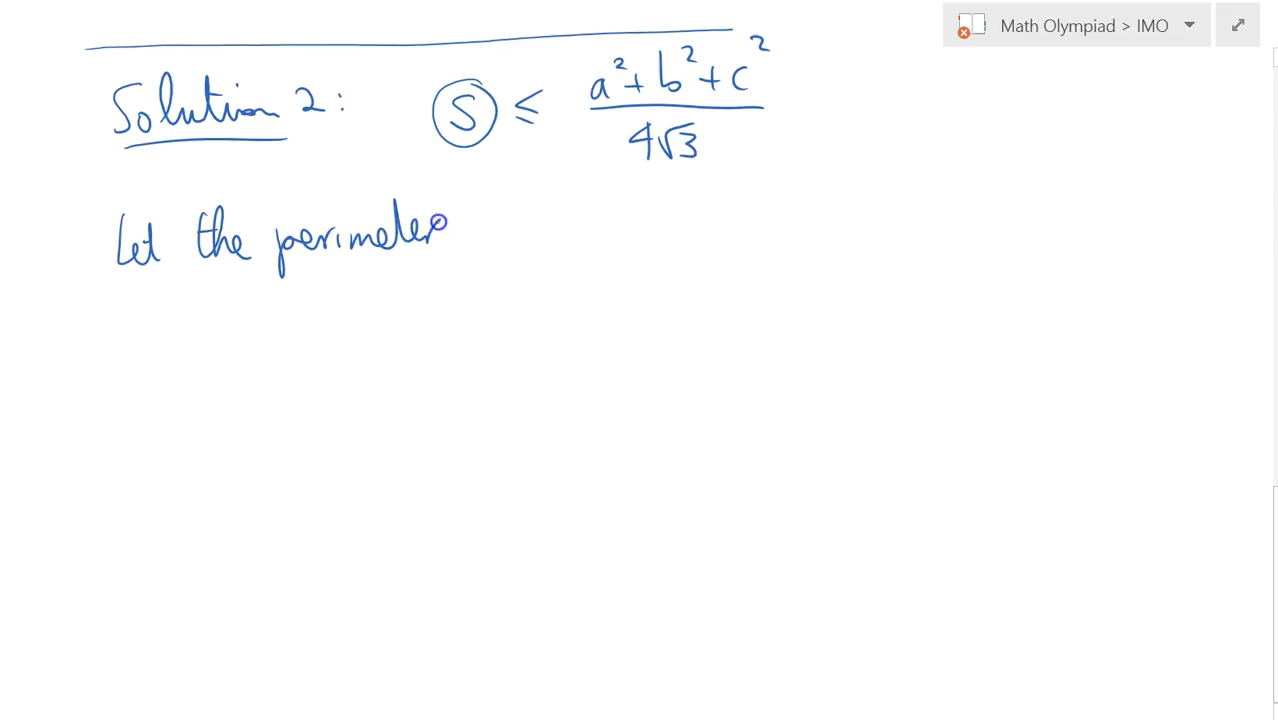 Math Olympiad > IMO
Solution 2: S ≤ a²+b²+c² / 4√3
Let the perimeter